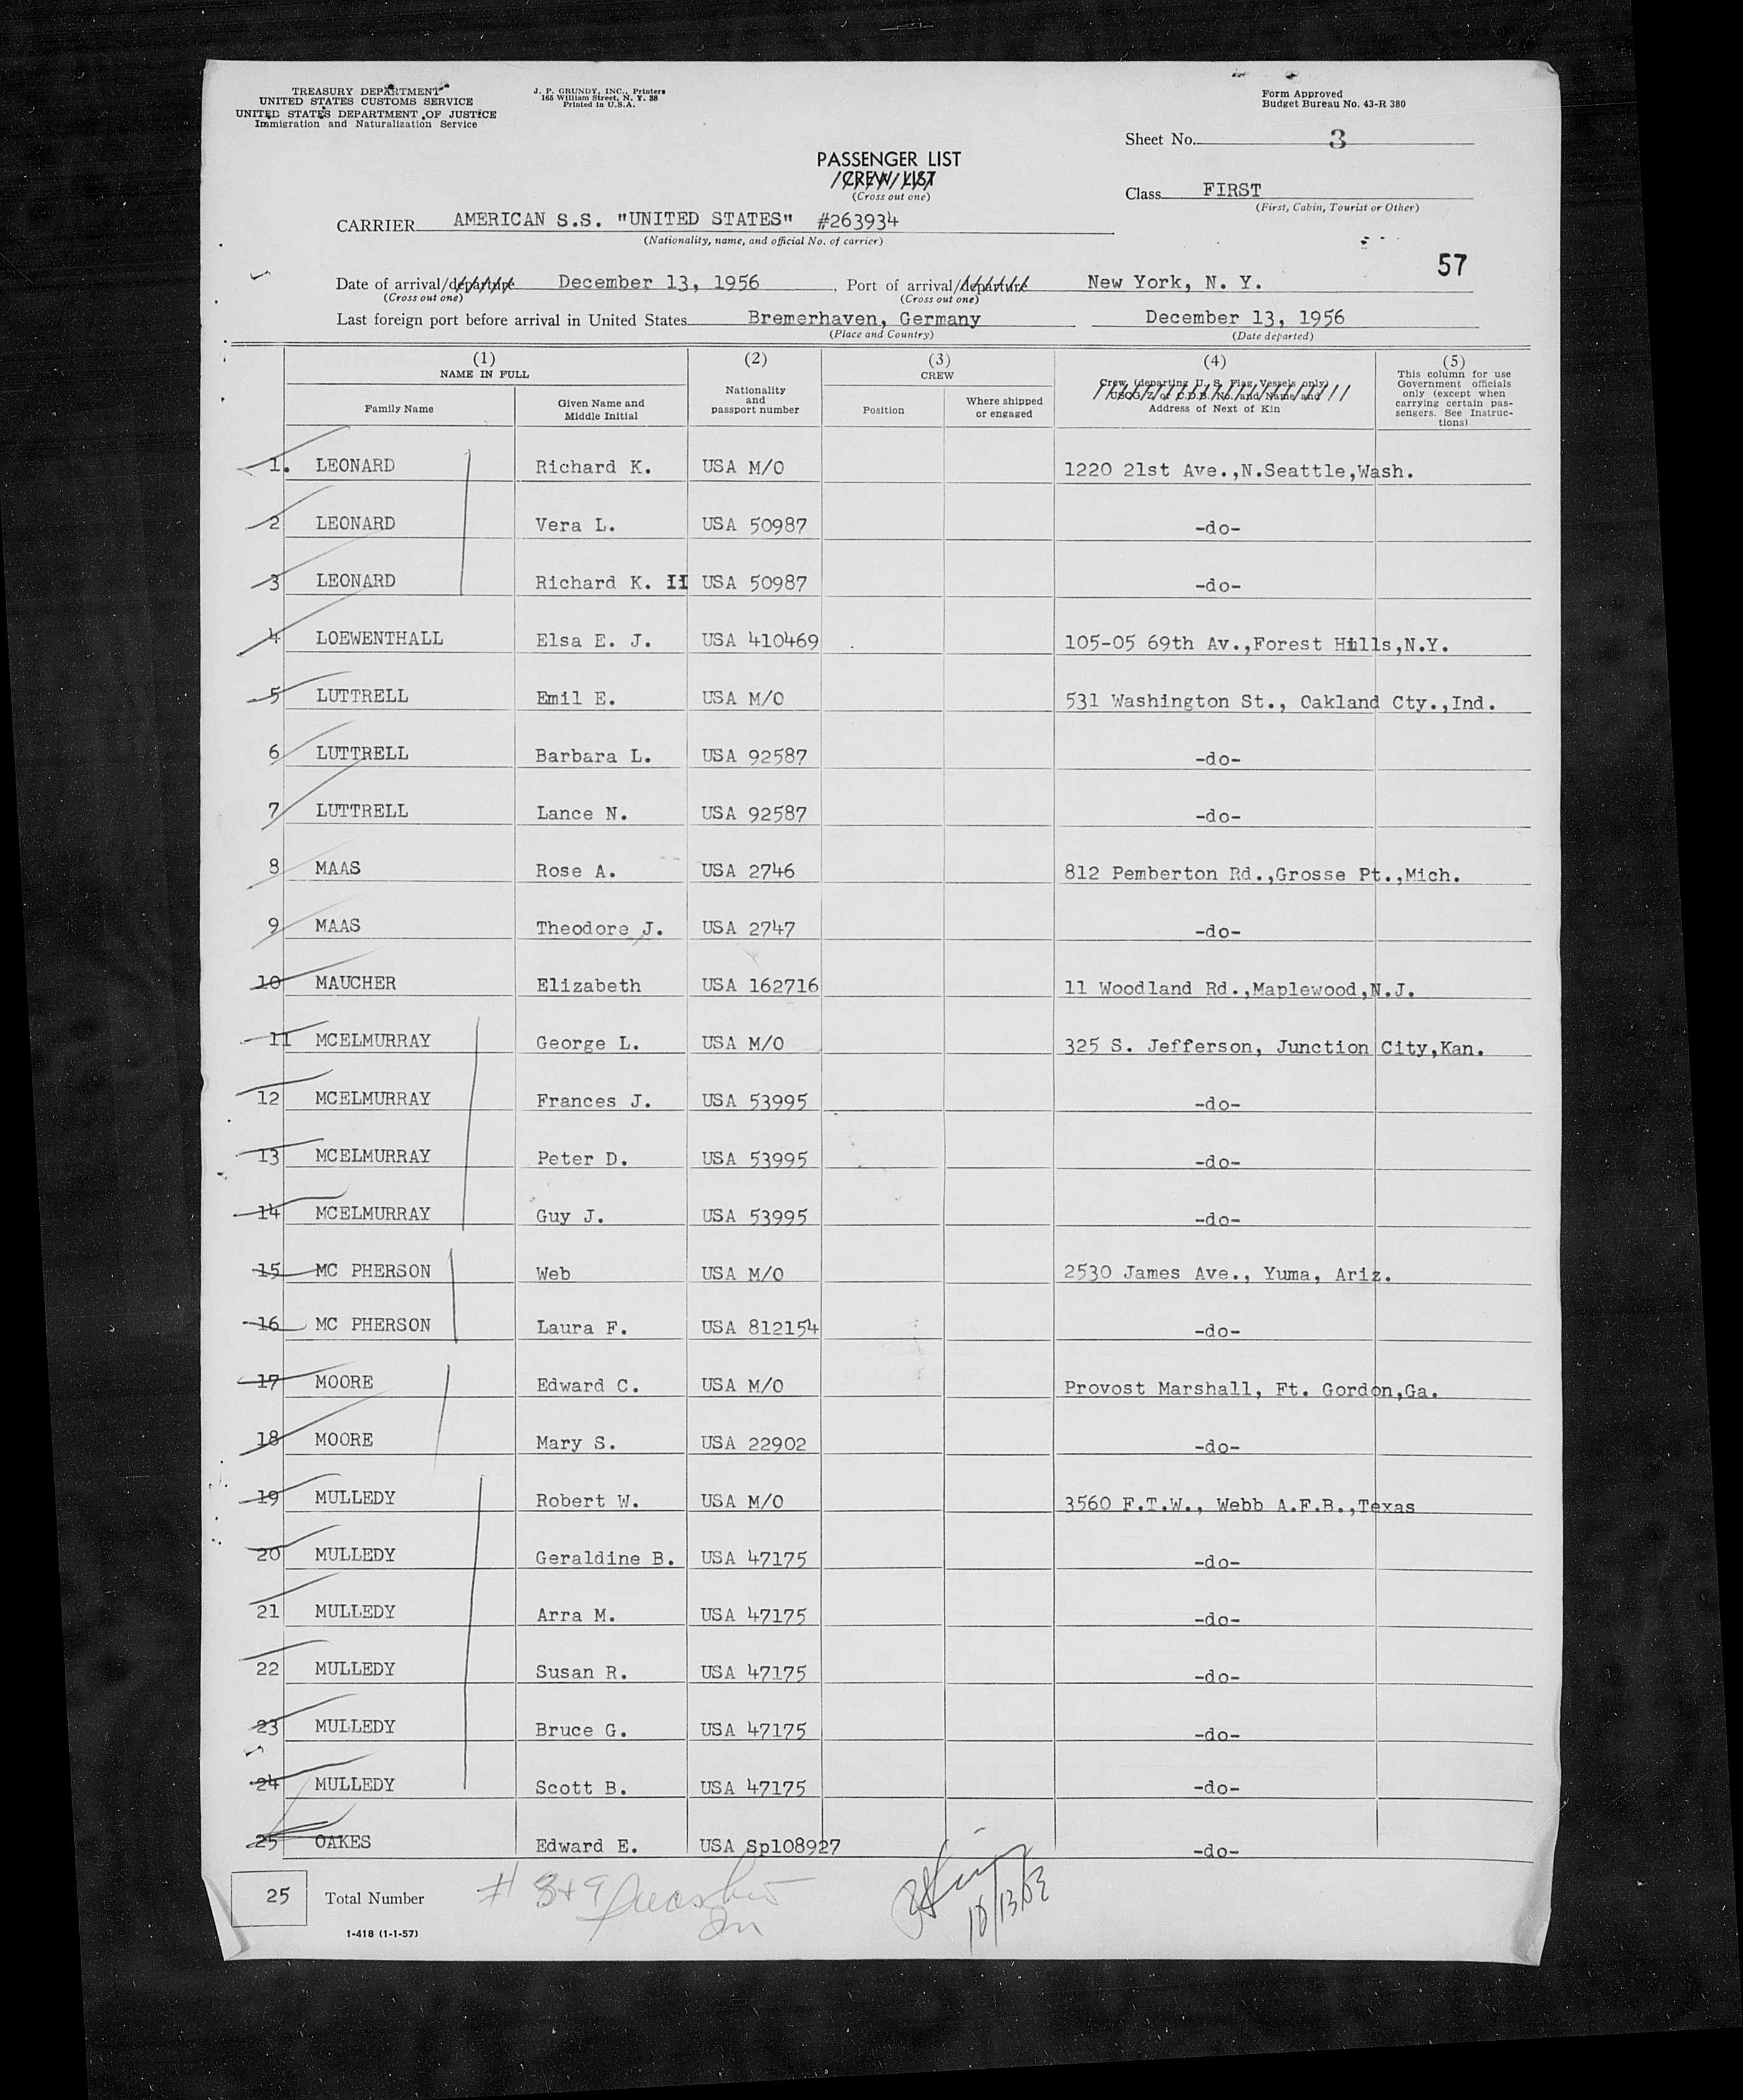 TREASURY DEPARTMENT
UNITED STATES CUSTOMS SERVICE
UNITED STATES DEPARTMENT OF JUSTICE
Immigration and Naturalization Service
J. P. GRUNDY, INC., Printers
165 William Street, N. Y. 38
Printed in U.S.A.
Form Approved
Budget Bureau No. 43-R 380
Sheet No. 3
PASSENGER LIST
CREW LIST
(Cross out one)
Class FIRST
(First, Cabin, Tourist or Other)
CARRIER AMERICAN S.S. "UNITED STATES" #263934
(Nationality, name, and official No. of carrier)
57
Date of arrival/departure December 13, 1956, Port of arrival/departure New York, N. Y.
(Cross out one) (Cross out one)
Last foreign port before arrival in United States Bremerhaven, Germany December 13, 1956
(Place and Country) (Date departed)
(1) (2) (3) (4) (5)
NAME IN FULL
Family Name
Given Name and
Middle Initial
Nationality
and
passport number
CREW
Position
Where shipped
or engaged
Crew (departing U. S. Flag Vessels only)
USCG Z or C.D.B. No. and Name and
Address of Next of Kin
This column for use
Government officials
only (except when
carrying certain pas-
sengers. See Instruc-
tions)
1. LEONARD Richard K. USA M/O 1220 21st Ave.,N.Seattle,Wash.
2 LEONARD Vera L. USA 50987 -do-
3 LEONARD Richard K. II USA 50987 -do-
4 LOEWENTHALL Elsa E. J. USA 410469 105-05 69th Av.,Forest Hills,N.Y.
5 LUTTRELL Emil E. USA M/O 531 Washington St., Oakland Cty.,Ind.
6 LUTTRELL Barbara L. USA 92587 -do-
7 LUTTRELL Lance N. USA 92587 -do-
8 MAAS Rose A. USA 2746 812 Pemberton Rd.,Grosse Pt.,Mich.
9 MAAS Theodore J. USA 2747 -do-
10 MAUCHER Elizabeth USA 162716 11 Woodland Rd.,Maplewood,N.J.
11 MCELMURRAY George L. USA M/O 325 S. Jefferson, Junction City,Kan.
12 MCELMURRAY Frances J. USA 53995 -do-
13 MCELMURRAY Peter D. USA 53995 -do-
14 MCELMURRAY Guy J. USA 53995 -do-
15 MC PHERSON Web USA M/O 2530 James Ave., Yuma, Ariz.
16 MC PHERSON Laura F. USA 812154 -do-
17 MOORE Edward C. USA M/O Provost Marshall, Ft. Gordon,Ga.
18 MOORE Mary S. USA 22902 -do-
19 MULLEDY Robert W. USA M/O 3560 F.T.W., Webb A.F.B.,Texas
20 MULLEDY Geraldine B. USA 47175 -do-
21 MULLEDY Arra M. USA 47175 -do-
22 MULLEDY Susan R. USA 47175 -do-
23 MULLEDY Bruce G. USA 47175 -do-
24 MULLEDY Scott B. USA 47175 -do-
25 OAKES Edward E. USA Sp108927 -do-
25 Total Number # 8+9
1-418 (1-1-57)